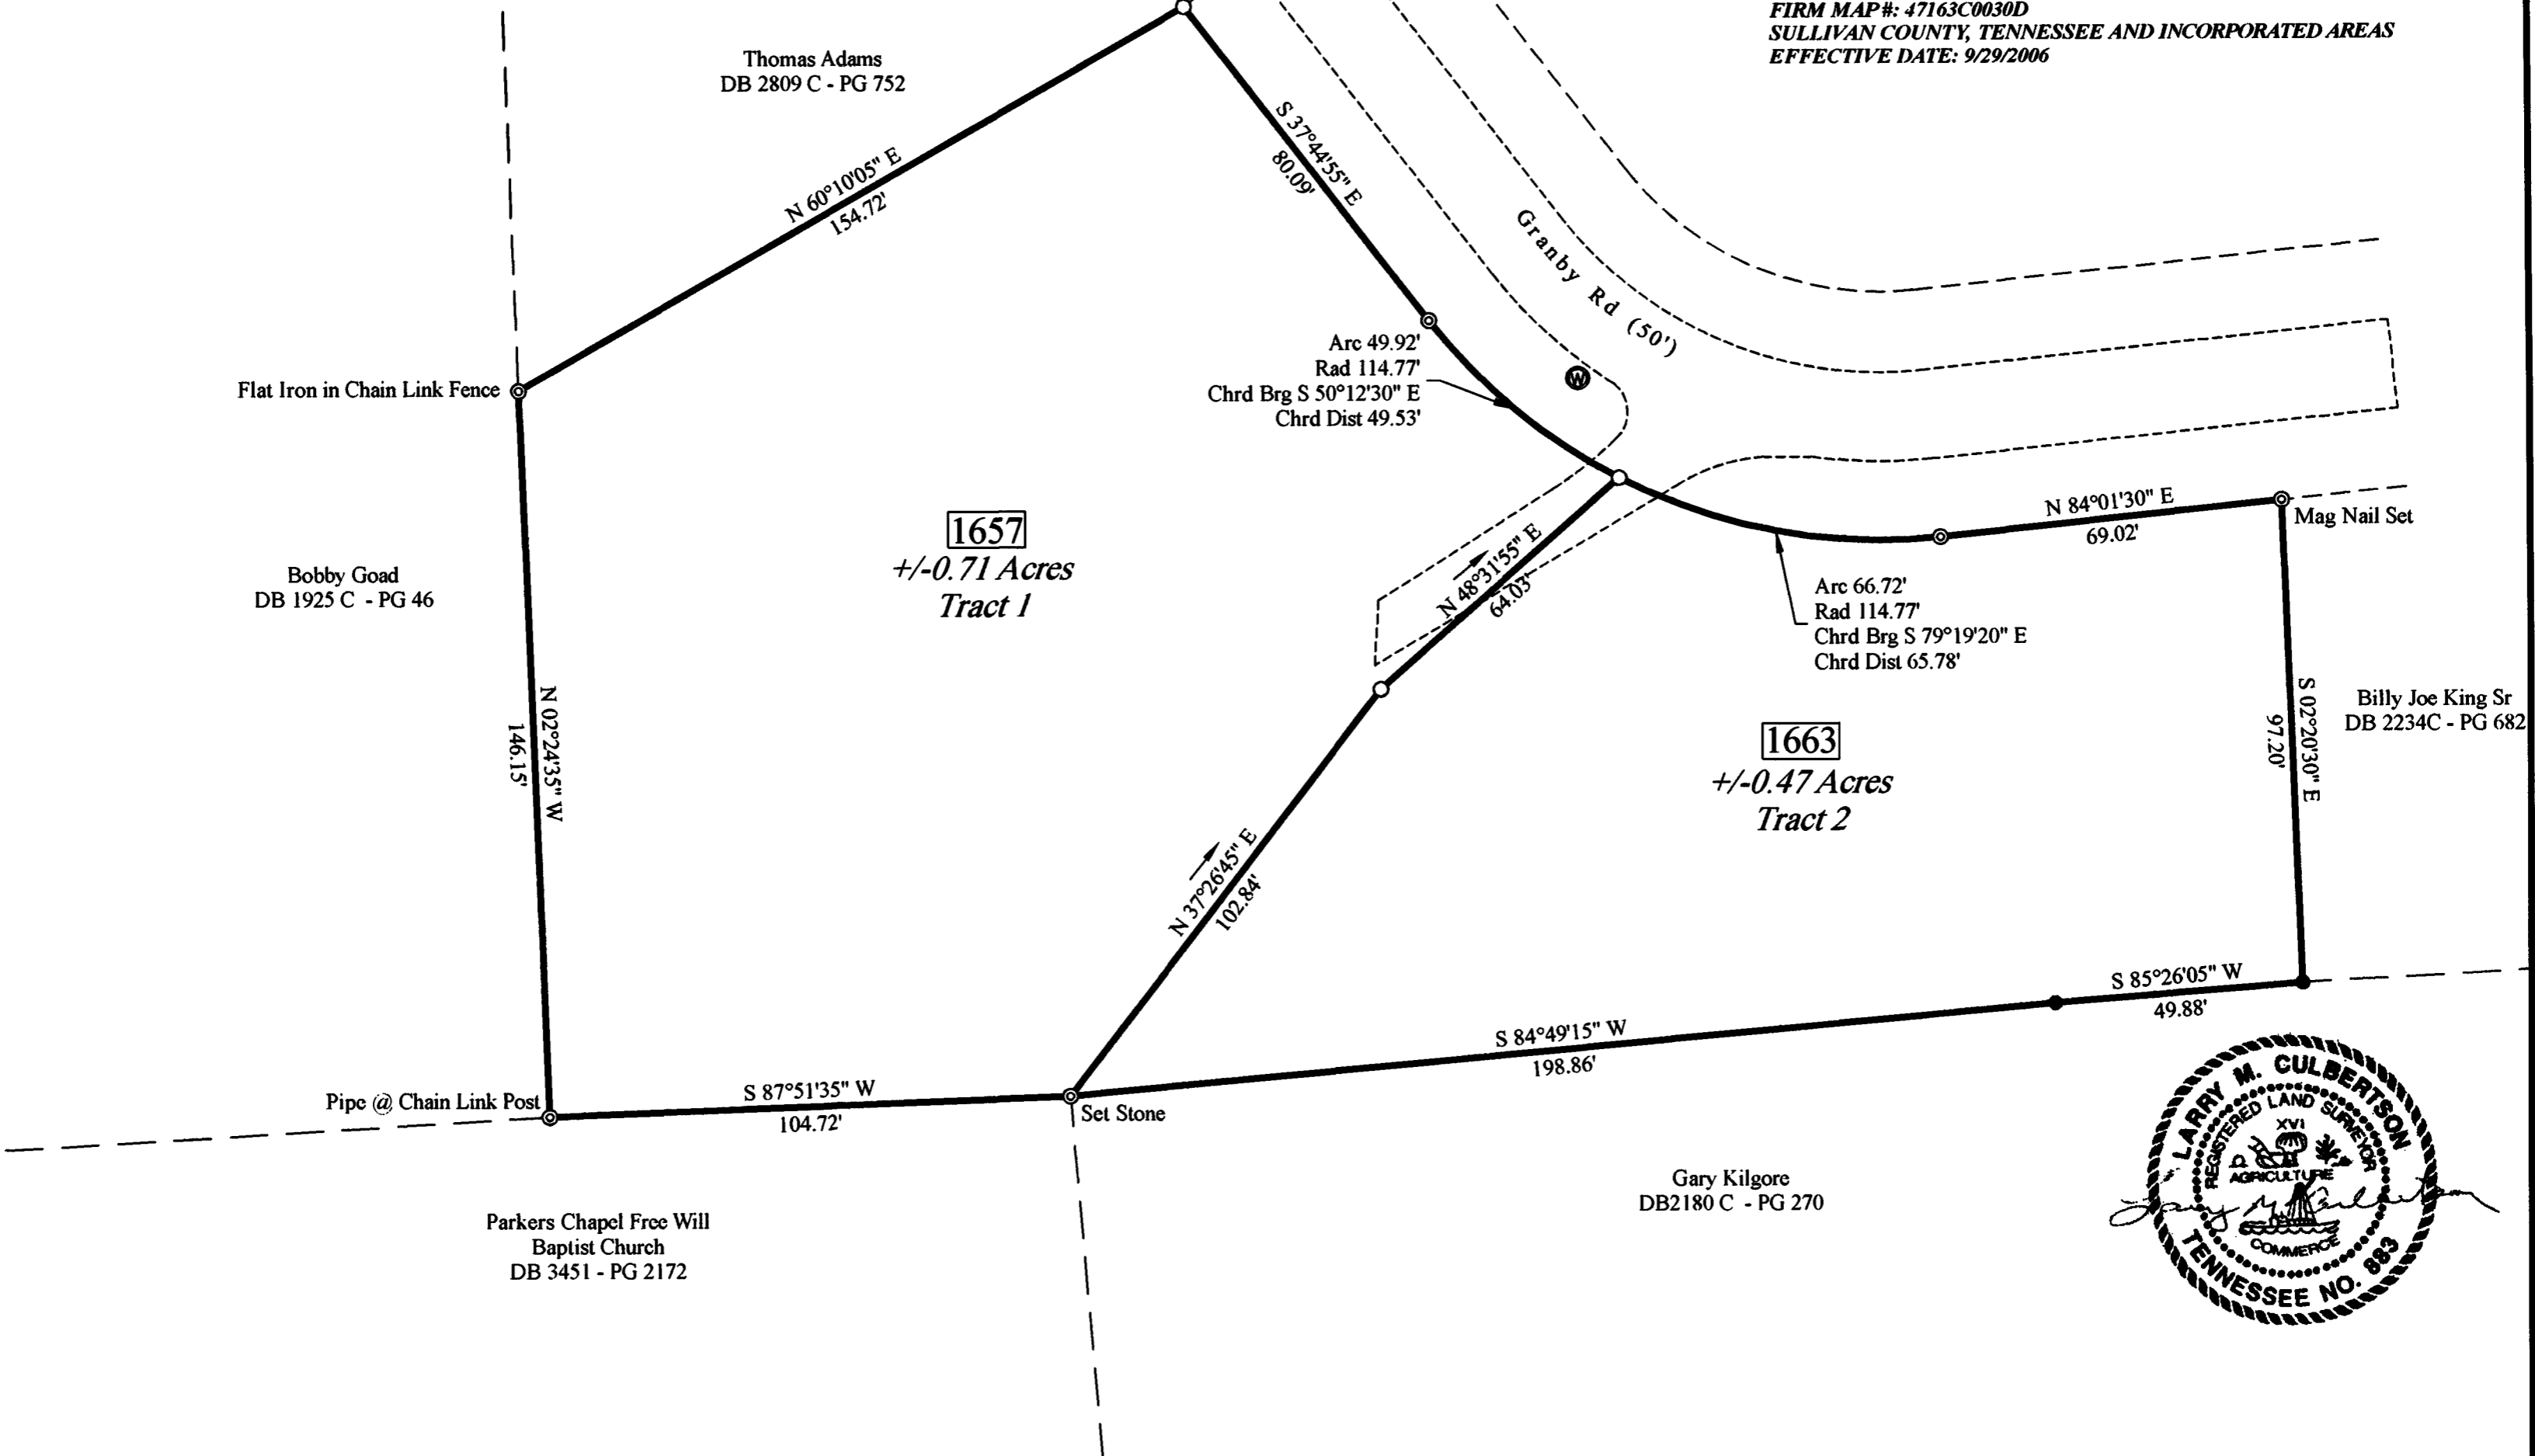 FIRM MAP#: 47163C0030D
SULLIVAN COUNTY, TENNESSEE AND INCORPORATED AREAS
EFFECTIVE DATE: 9/29/2006
Thomas Adams
DB 2809 C - PG 752
N 60°10'05" E
154.72'
S 37°44'55" E
80.09'
Granby Rd (50')
Arc 49.92'
Rad 114.77'
Chrd Brg S 50°12'30" E
Chrd Dist 49.53'
W
Flat Iron in Chain Link Fence
1657
+/-0.71 Acres
Tract 1
Bobby Goad
DB 1925 C - PG 46
N 02°24'35" W
146.15'
N 48°31'55" E
64.03'
N 84°01'30" E
69.02'
Mag Nail Set
Arc 66.72'
Rad 114.77'
Chrd Brg S 79°19'20" E
Chrd Dist 65.78'
S 02°20'30" E
97.20'
Billy Joe King Sr
DB 2234C - PG 682
1663
+/-0.47 Acres
Tract 2
N 37°26'45" E
102.84'
S 85°26'05" W
49.88'
S 84°49'15" W
198.86'
S 87°51'35" W
104.72'
Pipe @ Chain Link Post
Set Stone
Parkers Chapel Free Will
Baptist Church
DB 3451 - PG 2172
Gary Kilgore
DB2180 C - PG 270
LARRY M. CULBERTSON
REGISTERED LAND SURVEYOR
XVI
AGRICULTURE
Larry M Culbertson
COMMERCE
TENNESSEE NO. 883